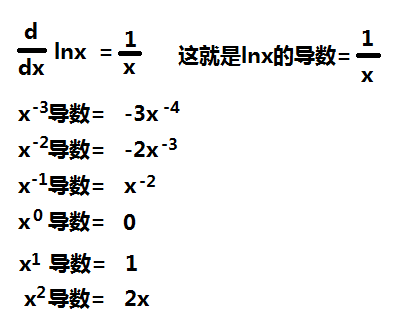 d/dx lnx = 1/x 这就是lnx的导数= 1/x
x⁻³导数= -3x⁻⁴
x⁻²导数= -2x⁻³
x⁻¹导数= x⁻²
x⁰导数= 0
x¹ 导数= 1
x²导数= 2x